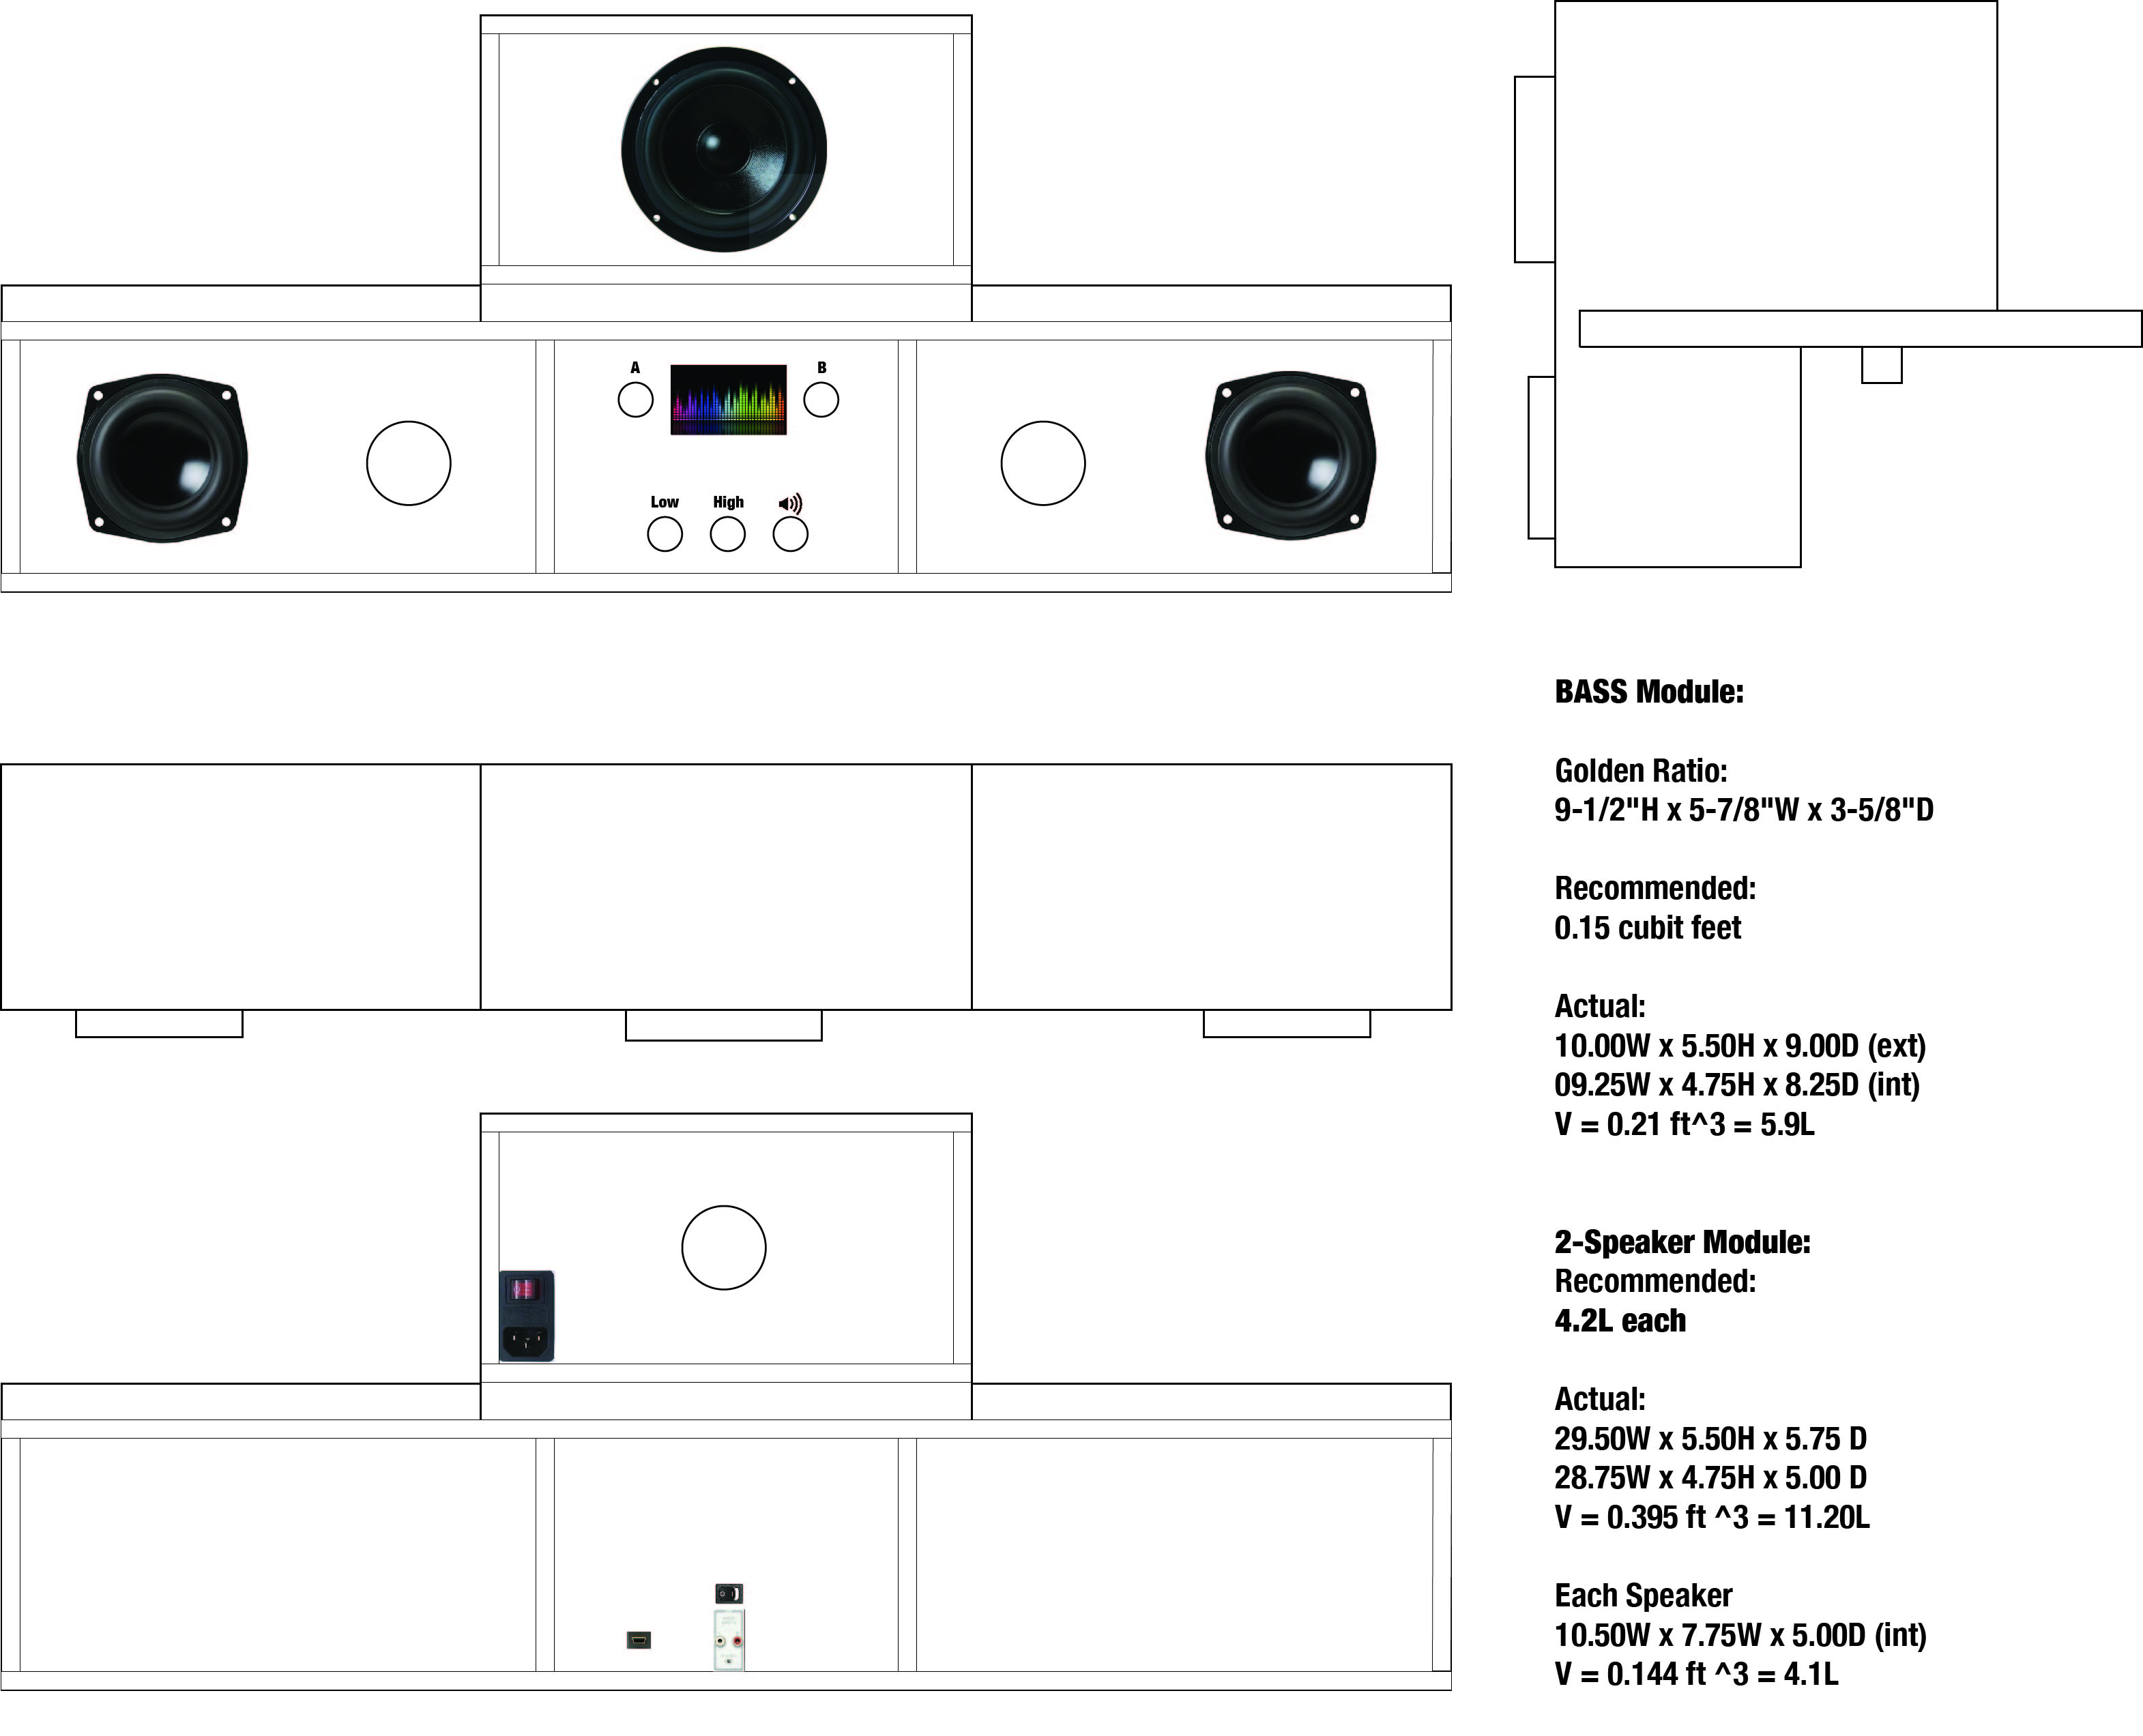 A
B
Low
High
BASS Module:
Golden Ratio:
9-1/2"H x 5-7/8"W x 3-5/8"D
Recommended:
0.15 cubit feet
Actual:
10.00W x 5.50H x 9.00D (ext)
09.25W x 4.75H x 8.25D (int)
V = 0.21 ft^3 = 5.9L
2-Speaker Module:
Recommended:
4.2L each
Actual:
29.50W x 5.50H x 5.75 D
28.75W x 4.75H x 5.00 D
V = 0.395 ft ^3 = 11.20L
Each Speaker
10.50W x 7.75W x 5.00D (int)
V = 0.144 ft ^3 = 4.1L